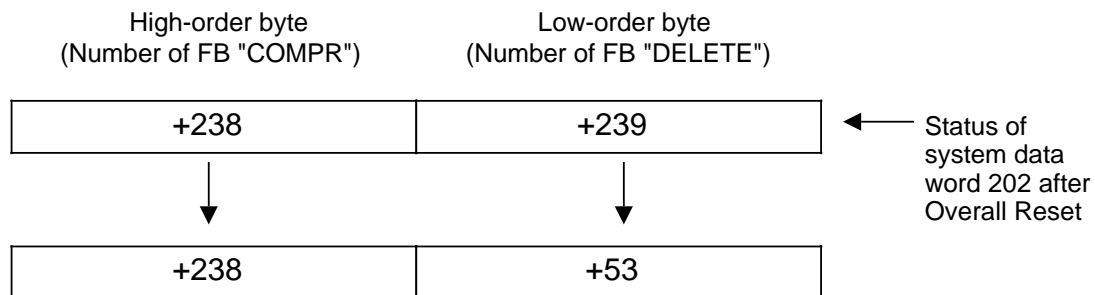 High-order byte
(Number of FB "COMPR")
Low-order byte
(Number of FB "DELETE")
+238
+239
Status of
system data
word 202 after
Overall Reset
+238
+53